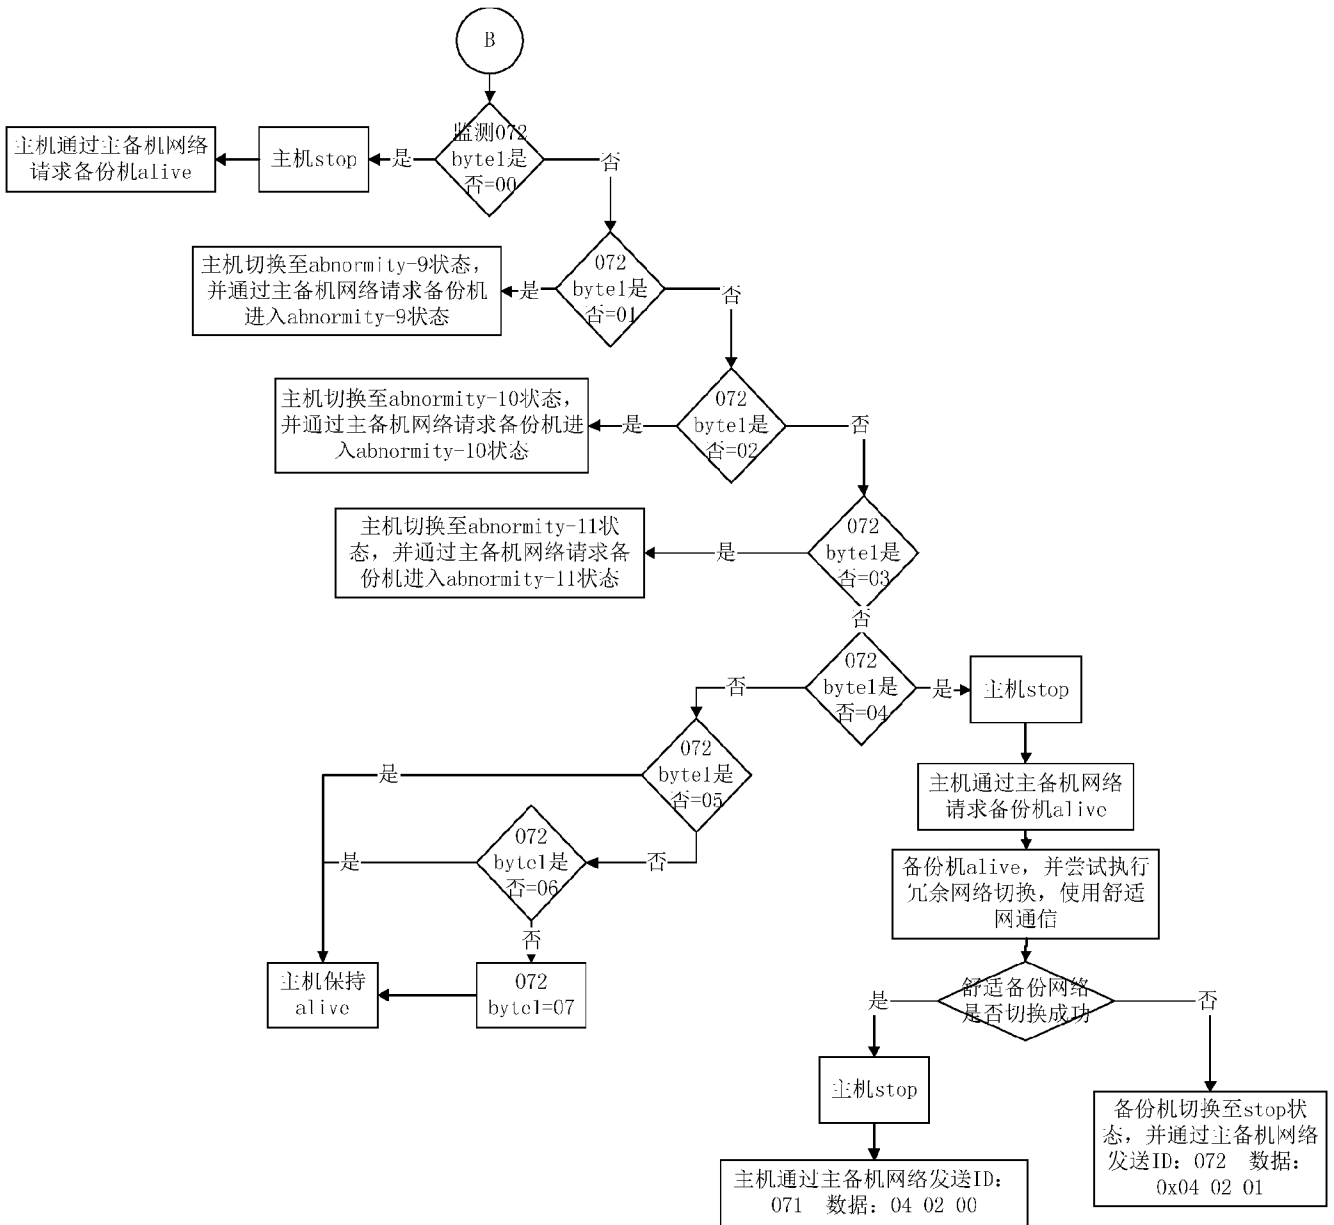 B
监测072
byte1是
否=00
是
主机stop
主机通过主备机网络
请求备份机alive
否
072
byte1是
否=01
是
主机切换至abnormity-9状态,
并通过主备机网络请求备份机
进入abnormity-9状态
否
072
byte1是
否=02
是
主机切换至abnormity-10状态,
并通过主备机网络请求备份机进
入abnormity-10状态
否
072
byte1是
否=03
是
主机切换至abnormity-11状
态，并通过主备机网络请求备
份机进入abnormity-11状态
否
072
byte1是
否=04
是
主机stop
主机通过主备机网络
请求备份机alive
备份机alive，并尝试执行
冗余网络切换，使用舒适
网通信
舒适备份网络
是否切换成功
是
主机stop
主机通过主备机网络发送ID：
071 数据：04 02 00
否
备份机切换至stop状
态，并通过主备机网络
发送ID：072 数据：
0x04 02 01
否
072
byte1是
否=05
是
否
072
byte1是
否=06
是
否
072
byte1=07
主机保持
alive